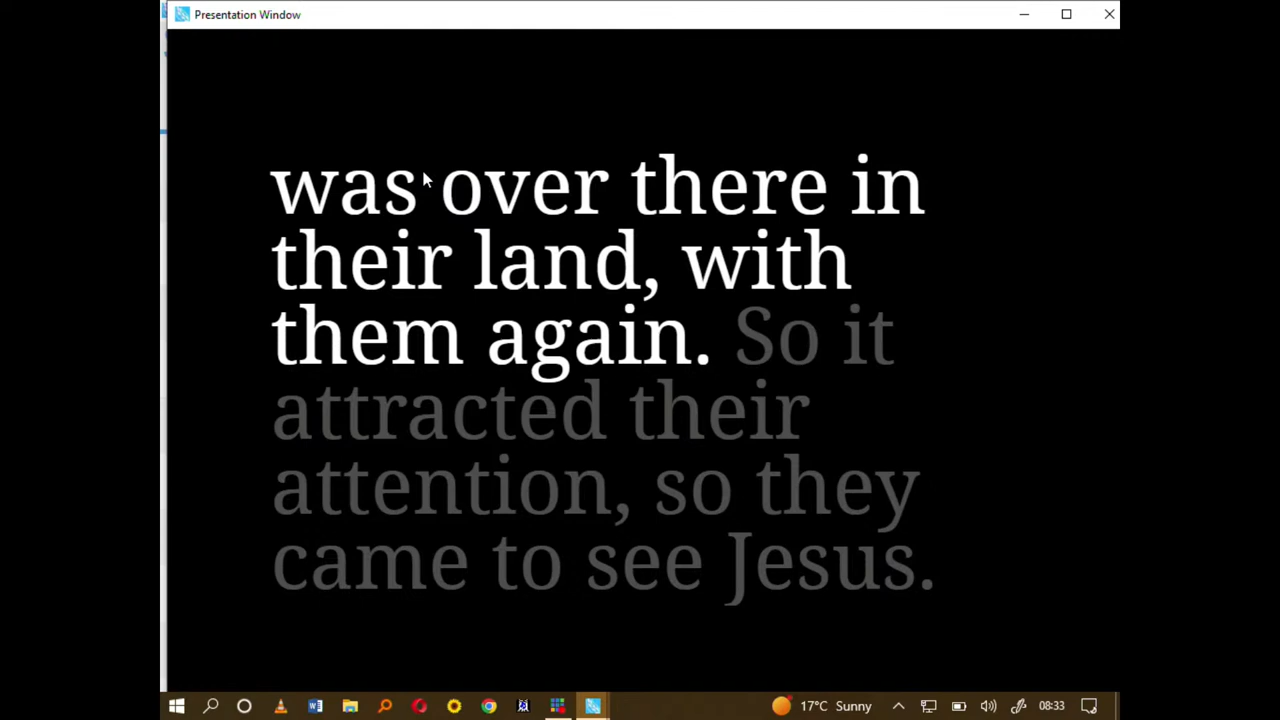 Presentation Window
was over there in
their land, with
them again. So it
attracted their
attention, so they
came to see Jesus.
17°C Sunny
08:33